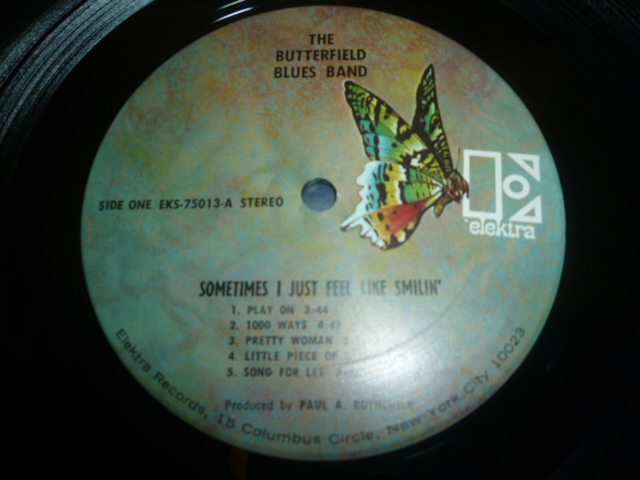 THE
BUTTERFIELD
BLUES BAND
SIDE ONE EKS-75013-A STEREO
elektra
SOMETIMES I JUST FEEL LIKE SMILIN'
1. PLAY ON 3:44
2. 1000 WAYS
3. PRETTY WOMAN
4. LITTLE PIECE OF
5. SONG FOR LEE
Produced by PAUL A. ROTHCHILD
Elektra Records, 15 Columbus Circle, New York City 10023